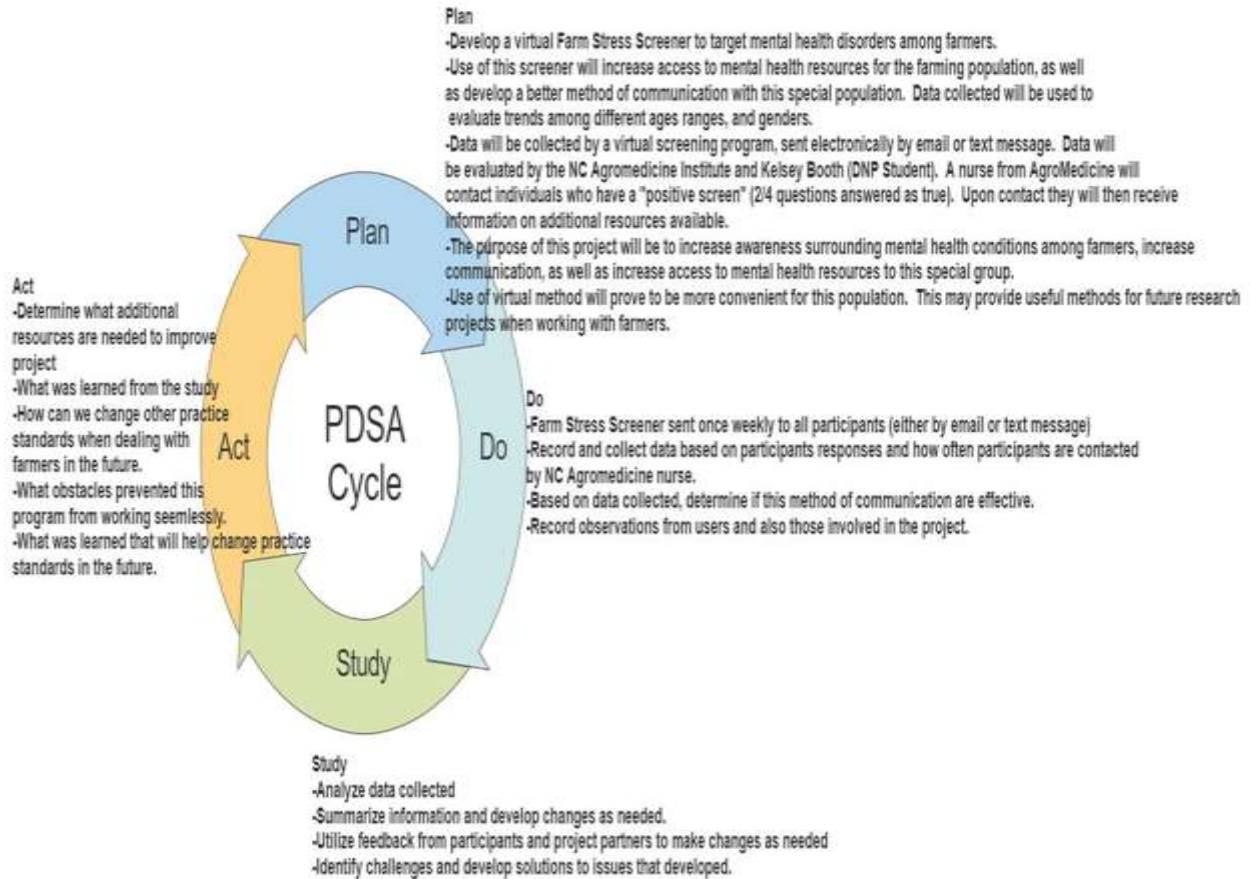 Plan
-Develop a virtual Farm Stress Screener to target mental health disorders among farmers.
-Use of this screener will increase access to mental health resources for the farming population, as well
as develop a better method of communication with this special population. Data collected will be used to
evaluate trends among different ages ranges, and genders.
-Data will be collected by a virtual screening program, sent electronically by email or text message. Data will
be evaluated by the NC Agromedicine Institute and Kelsey Booth (DNP Student). A nurse from AgroMedicine will
contact individuals who have a "positive screen" (2/4 questions answered as true). Upon contact they will then receive
information on additional resources available.
-The purpose of this project will be to increase awareness surrounding mental health conditions among farmers, increase
communication, as well as increase access to mental health resources to this special group.
-Use of virtual method will prove to be more convenient for this population. This may provide useful methods for future research
projects when working with farmers.
Plan
Act
-Determine what additional
resources are needed to improve
project
-What was learned from the study
-How can we change other practice
standards when dealing with
farmers in the future.
-What obstacles prevented this
program from working seemlessly.
-What was learned that will help change practice
standards in the future.
Act
PDSA
Cycle
Do
Do
-Farm Stress Screener sent once weekly to all participants (either by email or text message)
-Record and collect data based on participants responses and how often participants are contacted
by NC Agromedicine nurse.
-Based on data collected, determine if this method of communication are effective.
-Record observations from users and also those involved in the project.
Study
Study
-Analyze data collected
-Summarize information and develop changes as needed.
-Utilize feedback from participants and project partners to make changes as needed
-Identify challenges and develop solutions to issues that developed.